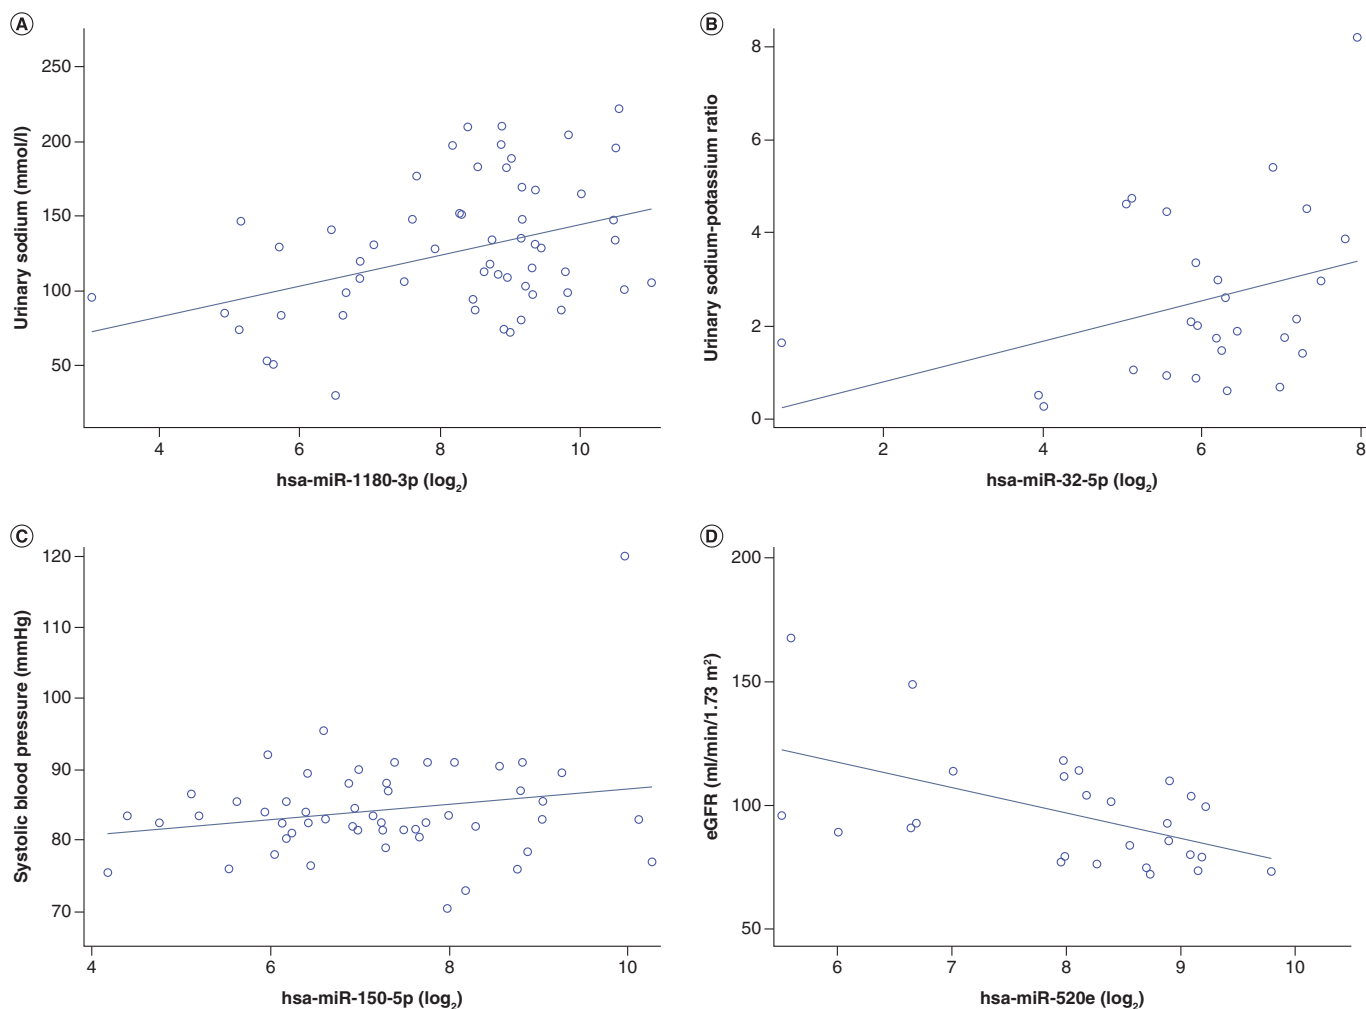 A
Urinary sodium (mmol/l)
250
200
150
100
50
4 6 8 10
hsa-miR-1180-3p (log2)
B
Urinary sodium-potassium ratio
8
6
4
2
0
2 4 6 8
hsa-miR-32-5p (log2)
C
Systolic blood pressure (mmHg)
120
110
100
90
80
70
4 6 8 10
hsa-miR-150-5p (log2)
D
eGFR (ml/min/1.73 m²)
200
150
100
50
6 7 8 9 10
hsa-miR-520e (log2)